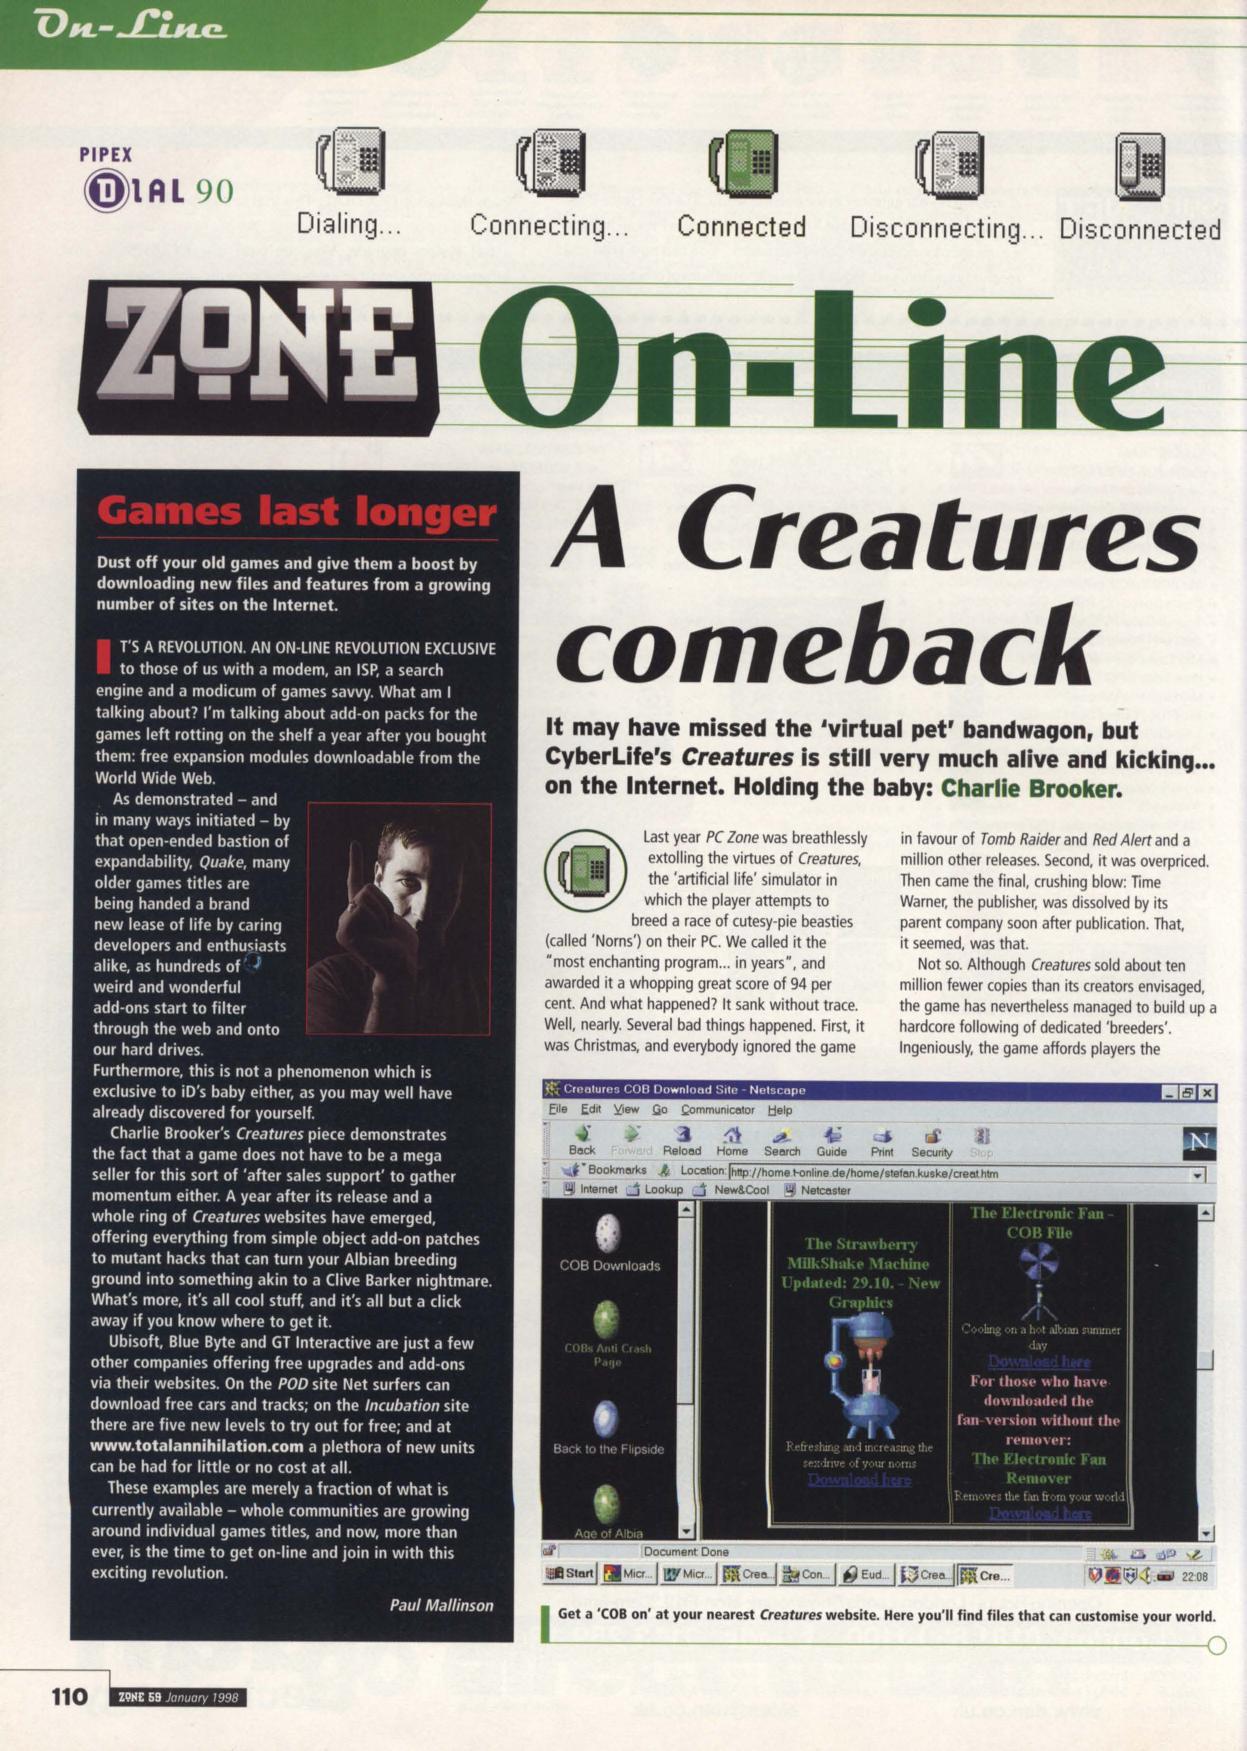 On-Line
PIPEX
DIAL 90
Dialing...
Connecting...
Connected
Disconnecting...
Disconnected
ZONE On-Line
Games last longer
Dust off your old games and give them a boost by
downloading new files and features from a growing
number of sites on the Internet.
IT'S A REVOLUTION. AN ON-LINE REVOLUTION EXCLUSIVE
to those of us with a modem, an ISP, a search
engine and a modicum of games savvy. What am I
talking about? I'm talking about add-on packs for the
games left rotting on the shelf a year after you bought
them: free expansion modules downloadable from the
World Wide Web.
As demonstrated – and
in many ways initiated – by
that open-ended bastion of
expandability, Quake, many
older games titles are
being handed a brand
new lease of life by caring
developers and enthusiasts
alike, as hundreds of
weird and wonderful
add-ons start to filter
through the web and onto
our hard drives.
Furthermore, this is not a phenomenon which is
exclusive to iD's baby either, as you may well have
already discovered for yourself.
Charlie Brooker's Creatures piece demonstrates
the fact that a game does not have to be a mega
seller for this sort of 'after sales support' to gather
momentum either. A year after its release and a
whole ring of Creatures websites have emerged,
offering everything from simple object add-on patches
to mutant hacks that can turn your Albian breeding
ground into something akin to a Clive Barker nightmare.
What's more, it's all cool stuff, and it's all but a click
away if you know where to get it.
Ubisoft, Blue Byte and GT Interactive are just a few
other companies offering free upgrades and add-ons
via their websites. On the POD site Net surfers can
download free cars and tracks; on the Incubation site
there are five new levels to try out for free; and at
www.totalannihilation.com a plethora of new units
can be had for little or no cost at all.
These examples are merely a fraction of what is
currently available – whole communities are growing
around individual games titles, and now, more than
ever, is the time to get on-line and join in with this
exciting revolution.
Paul Mallinson
A Creatures
comeback
It may have missed the 'virtual pet' bandwagon, but
CyberLife's Creatures is still very much alive and kicking...
on the Internet. Holding the baby: Charlie Brooker.
Last year PC Zone was breathlessly
extolling the virtues of Creatures,
the 'artificial life' simulator in
which the player attempts to
breed a race of cutesy-pie beasties
(called 'Norns') on their PC. We called it the
"most enchanting program... in years", and
awarded it a whopping great score of 94 per
cent. And what happened? It sank without trace.
Well, nearly. Several bad things happened. First, it
was Christmas, and everybody ignored the game
in favour of Tomb Raider and Red Alert and a
million other releases. Second, it was overpriced.
Then came the final, crushing blow: Time
Warner, the publisher, was dissolved by its
parent company soon after publication. That,
it seemed, was that.
Not so. Although Creatures sold about ten
million fewer copies than its creators envisaged,
the game has nevertheless managed to build up a
hardcore following of dedicated 'breeders'.
Ingeniously, the game affords players the
Creatures COB Download Site - Netscape
File Edit View Go Communicator Help
Back Forward Reload Home Search Guide Print Security Stop
N
Bookmarks Location: http://home.t-online.de/home/stefan.kuske/creat.htm
Internet Lookup New&Cool Netcaster
COB Downloads
COBs Anti Crash
Page
Back to the Flipside
Age of Albia
The Strawberry
MilkShake Machine
Updated: 29.10. - New
Graphics
Refreshing and increasing the
sexdrive of your norns
Download here
The Electronic Fan -
COB File
Cooling on a hot albian summer
day
Download here
For those who have
downloaded the
fan-version without the
remover:
The Electronic Fan
Remover
Removes the fan from your world
Download here
Document Done
Start Micr... Micr... Crea... Con... Eud... Crea... Cre... 22:08
Get a 'COB on' at your nearest Creatures website. Here you'll find files that can customise your world.
110 ZONE 59 January 1998